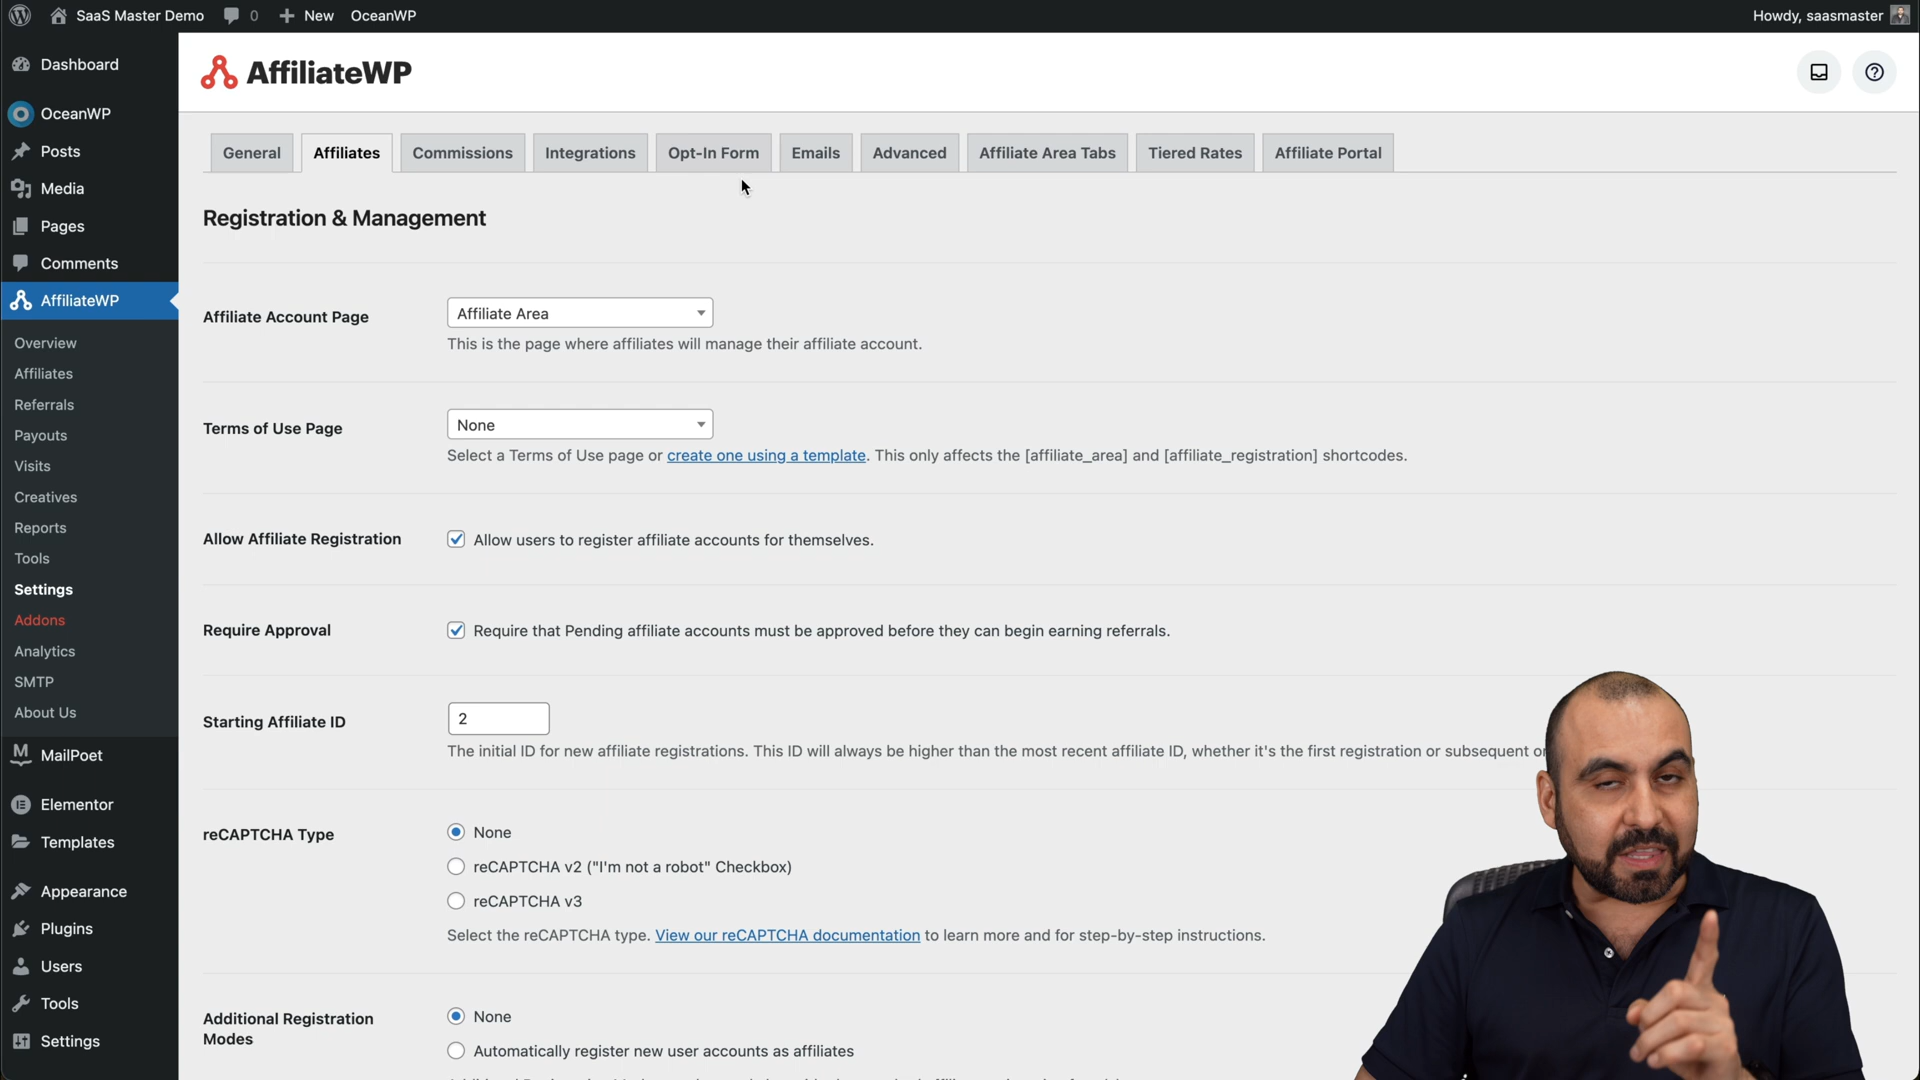 SaaS Master Demo
0
New
OceanWP
Howdy, saasmaster
Dashboard
OceanWP
Posts
Media
Pages
Comments
AffiliateWP
Overview
Affiliates
Referrals
Payouts
Visits
Creatives
Reports
Tools
Settings
Addons
Analytics
SMTP
About Us
MailPoet
Elementor
Templates
Appearance
Plugins
Users
Tools
Settings
AffiliateWP
General
Affiliates
Commissions
Integrations
Opt-In Form
Emails
Advanced
Affiliate Area Tabs
Tiered Rates
Affiliate Portal
Registration & Management
Affiliate Account Page
Affiliate Area
This is the page where affiliates will manage their affiliate account.
Terms of Use Page
None
Select a Terms of Use page or create one using a template. This only affects the [affiliate_area] and [affiliate_registration] shortcodes.
Allow Affiliate Registration
Allow users to register affiliate accounts for themselves.
Require Approval
Require that Pending affiliate accounts must be approved before they can begin earning referrals.
Starting Affiliate ID
2
The initial ID for new affiliate registrations. This ID will always be higher than the most recent affiliate ID, whether it's the first registration or subsequent
reCAPTCHA Type
None
reCAPTCHA v2 ("I'm not a robot" Checkbox)
reCAPTCHA v3
Select the reCAPTCHA type. View our reCAPTCHA documentation to learn more and for step-by-step instructions.
Additional Registration
Modes
None
Automatically register new user accounts as affiliates